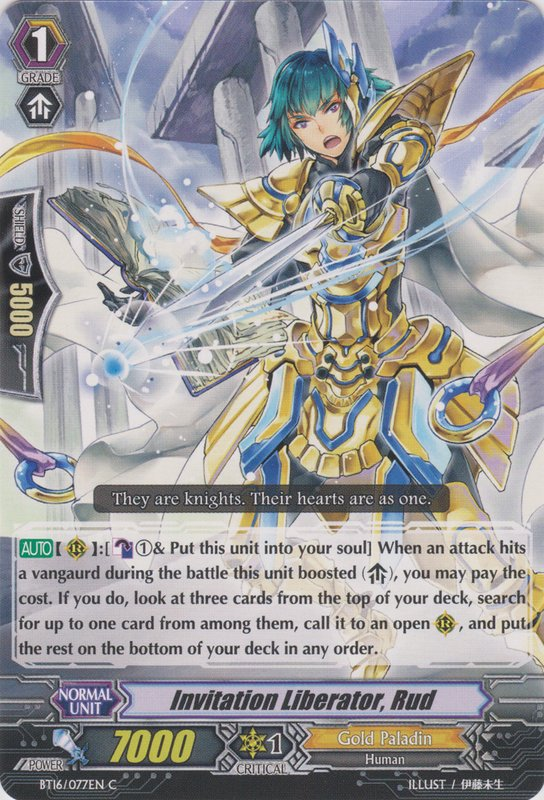 1
GRADE
SHIELD
5000
They are knights. Their hearts are as one.
AUTO【 R 】:[ ①& Put this unit into your soul] When an attack hits
a vangaurd during the battle this unit boosted ( ), you may pay the
cost. If you do, look at three cards from the top of your deck, search
for up to one card from among them, call it to an open R , and put
the rest on the bottom of your deck in any order.
NORMAL
UNIT
Invitation Liberator, Rud
POWER
7000
1
CRITICAL
Gold Paladin
Human
BT16/077EN C
ILLUST / 伊藤未生